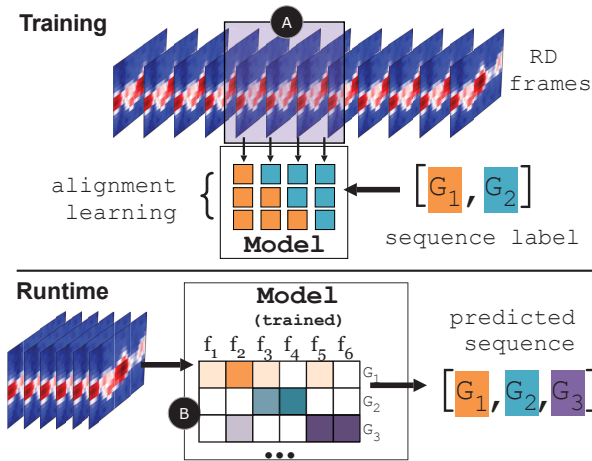 Training
A
RD
frames
alignment
learning
Model
[G1, G2]
sequence label
Runtime
Model
(trained)
f1 f2 f3 f4 f5 f6
G1
G2
B
G3
•••
predicted
sequence
[G1, G2, G3]